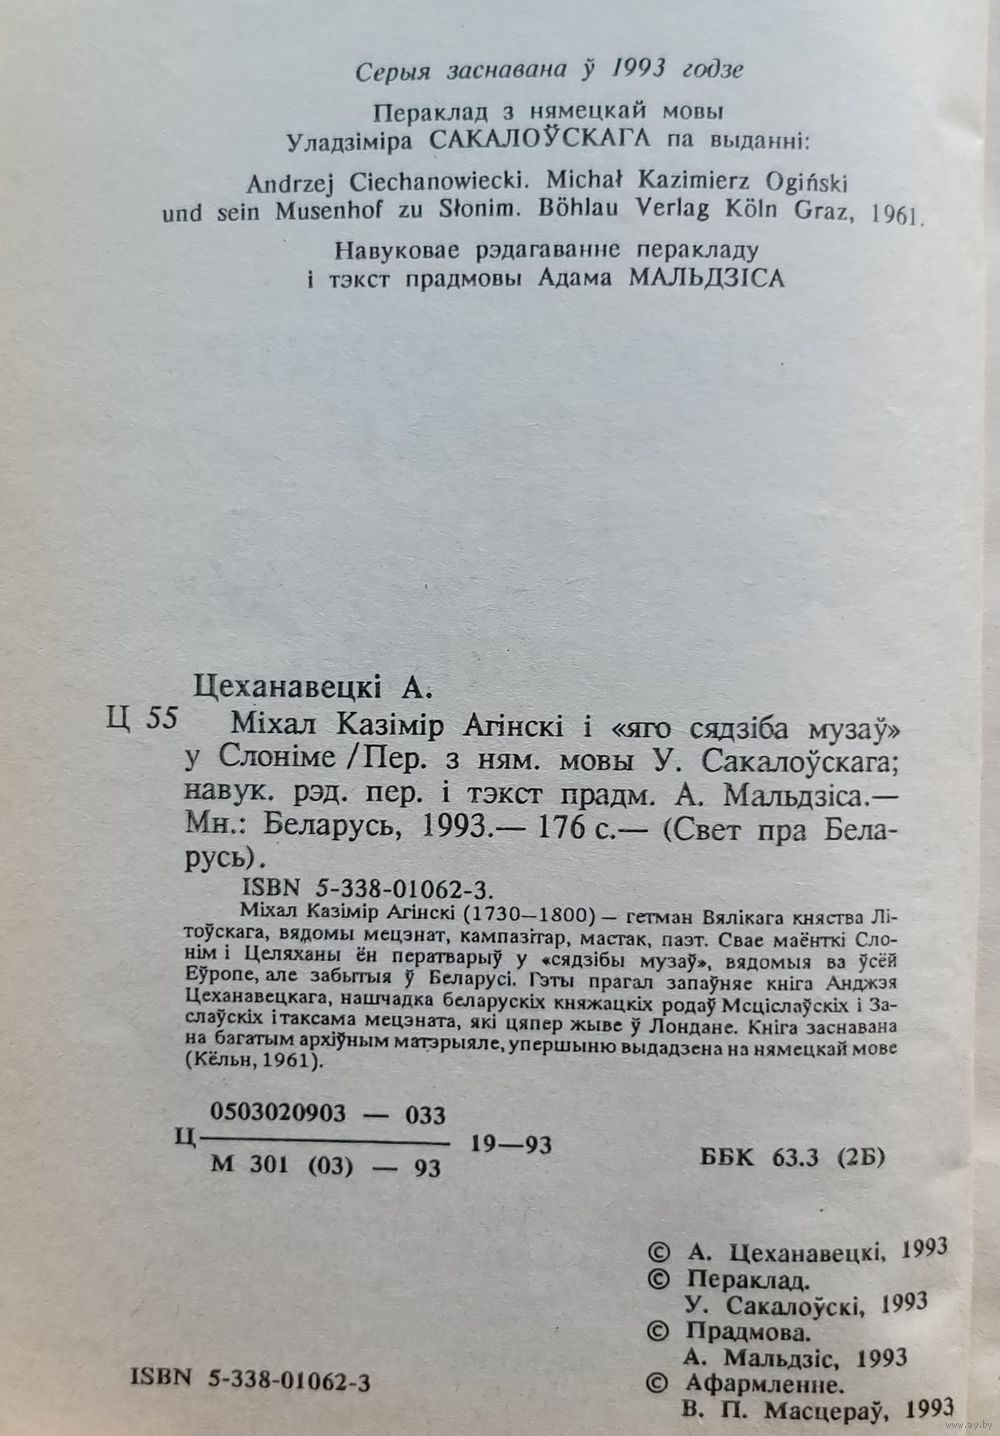 Серыя заснавана ў 1993 годзе
Пераклад з нямецкай мовы
Уладзіміра САКАЛОЎСКАГА па выданні:
Andrzej Ciechanowiecki. Michał Kazimierz Ogiński
und sein Musenhof zu Słonim. Böhlau Verlag Köln Graz, 1961.
Навуковае рэдагаванне перакладу
і тэкст прадмовы Адама МАЛЬДЗІСА
Цеханавецкі А.
Ц 55 Міхал Казімір Агінскі і «яго сядзіба музаў»
у Слоніме /Пер. з ням. мовы У. Сакалоўскага;
навук. рэд. пер. і тэкст прадм. А. Мальдзіса.—
Мн.: Беларусь, 1993.— 176 с.— (Свет пра Бела-
русь).
ISBN 5-338-01062-3.
Міхал Казімір Агінскі (1730—1800) — гетман Вялікага княства Лі-
тоўскага, вядомы мецэнат, кампазітар, мастак, паэт. Свае маёнткі Сло-
нім і Целяханы ён ператварыў у «сядзібы музаў», вядомыя ва ўсёй
Еўропе, але забытыя ў Беларусі. Гэты прагал запаўняе кніга Анджэя
Цеханавецкага, нашчадка беларускіх княжацкіх родаў Мсціслаўскіх і За-
слаўскіх і таксама мецэната, які цяпер жыве ў Лондане. Кніга заснавана
на багатым архіўным матэрыяле, упершыню выдадзена на нямецкай мове
(Кёльн, 1961).
0503020903 — 033
Ц 19—93
М 301 (03) — 93
ББК 63.3 (2Б)
© А. Цеханавецкі, 1993
© Пераклад.
У. Сакалоўскі, 1993
© Прадмова.
А. Мальдзіс, 1993
© Афармленне.
В. П. Масцераў, 1993
ISBN 5-338-01062-3
www.ay.by